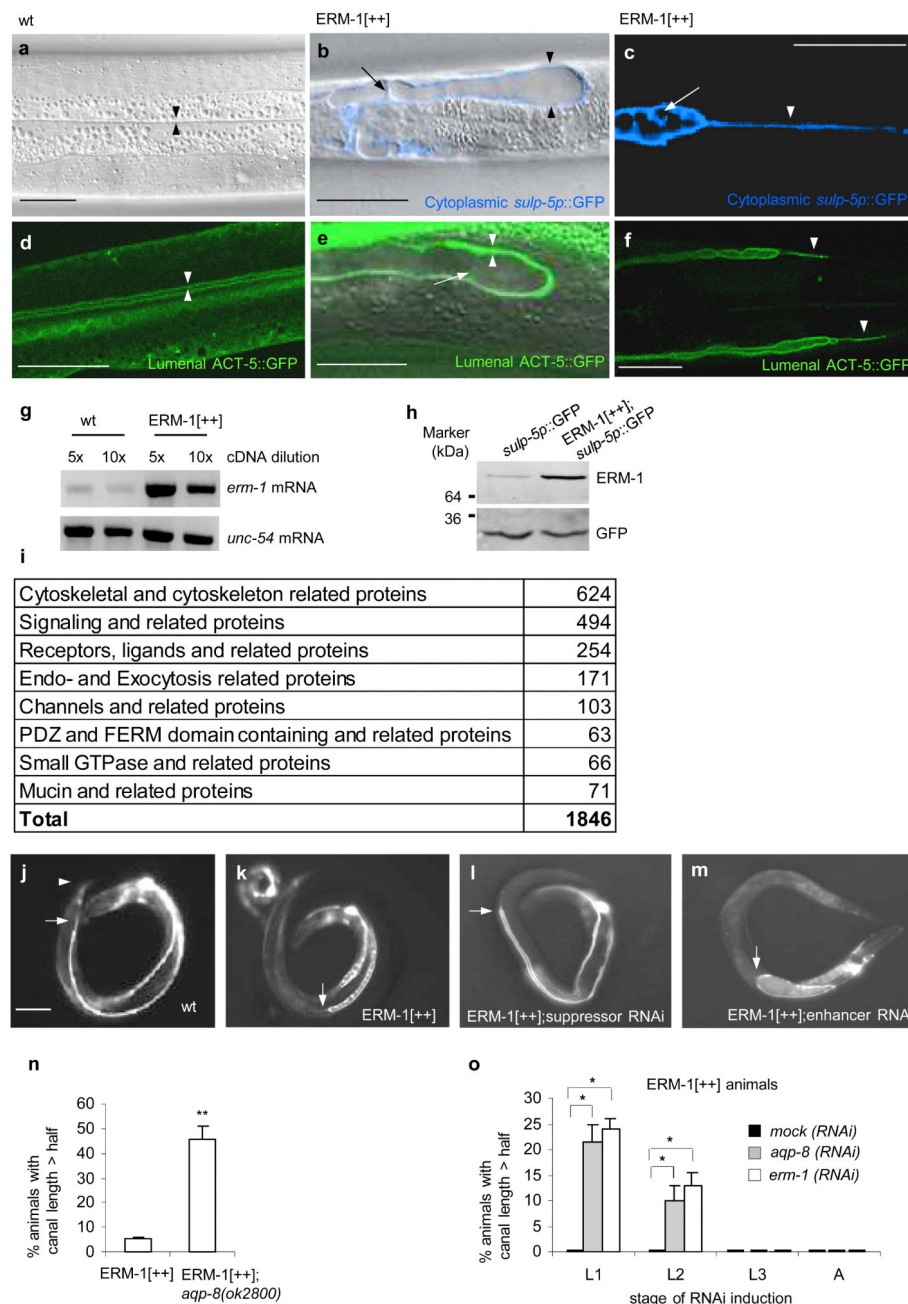 wt
ERM-1[++]
ERM-1[++]
a
b
c
Cytoplasmic sulp-5p::GFP
Cytoplasmic sulp-5p::GFP
d
e
f
Lumenal ACT-5::GFP
Lumenal ACT-5::GFP
Lumenal ACT-5::GFP
g
wt
ERM-1[++]
5x 10x 5x 10x cDNA dilution
erm-1 mRNA
unc-54 mRNA
h
Marker
(kDa)
sulp-5p::GFP
ERM-1[++];
sulp-5p::GFP
ERM-1
64
36
GFP
i
Cytoskeletal and cytoskeleton related proteins 624
Signaling and related proteins 494
Receptors, ligands and related proteins 254
Endo- and Exocytosis related proteins 171
Channels and related proteins 103
PDZ and FERM domain containing and related proteins 63
Small GTPase and related proteins 66
Mucin and related proteins 71
Total 1846
j
wt
k
ERM-1[++]
l
ERM-1[++];suppressor RNAi
m
ERM-1[++];enhancer RNAi
n
% animals with
canal length > half
60
50
40
30
20
10
0
**
ERM-1[++]
ERM-1[++];
aqp-8(ok2800)
o
ERM-1[++] animals
% animals with
canal length > half
30
25
20
15
10
5
0
*
*
*
*
mock (RNAi)
aqp-8 (RNAi)
erm-1 (RNAi)
L1 L2 L3 A
stage of RNAi induction